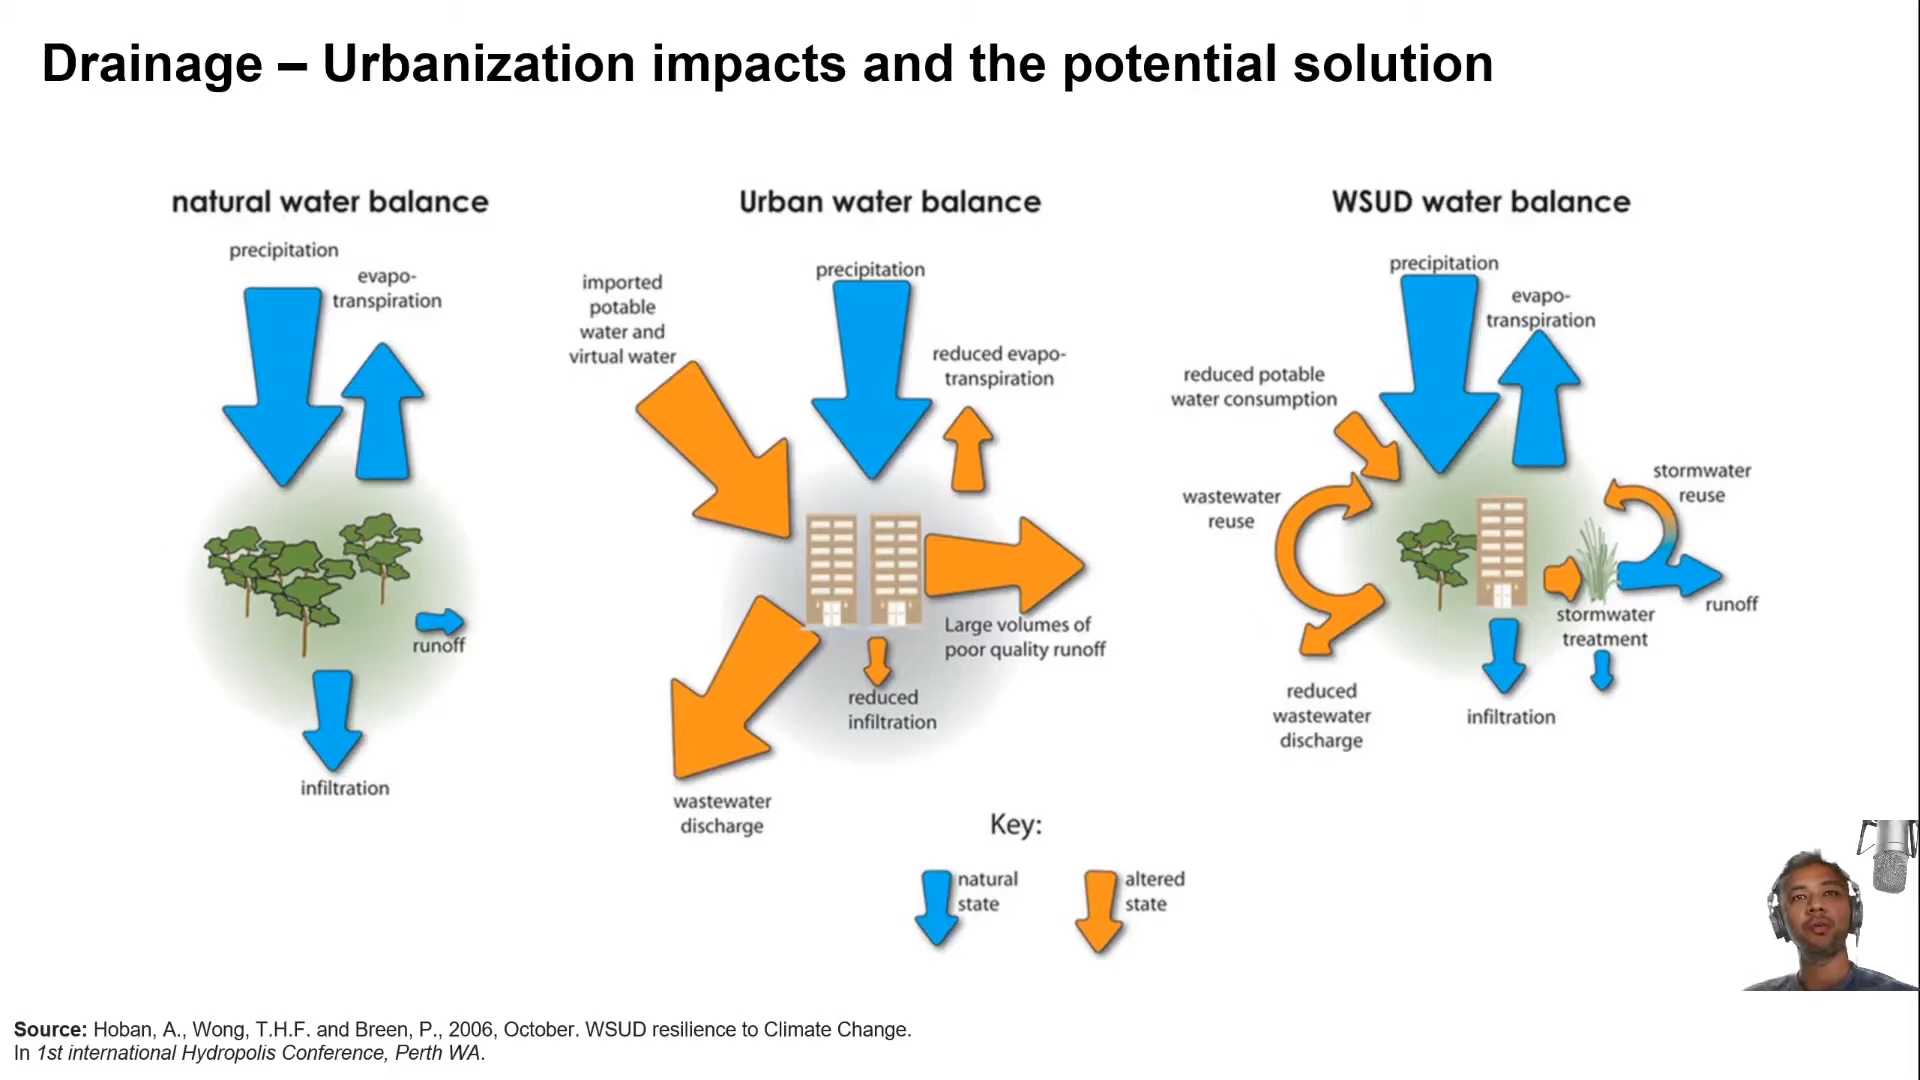 Drainage – Urbanization impacts and the potential solution
natural water balance
precipitation
evapo-
transpiration
runoff
infiltration
Urban water balance
imported
potable
water and
virtual water
precipitation
reduced evapo-
transpiration
Large volumes of
poor quality runoff
reduced
infiltration
wastewater
discharge
WSUD water balance
precipitation
evapo-
transpiration
reduced potable
water consumption
wastewater
reuse
stormwater
reuse
runoff
stormwater
treatment
infiltration
reduced
wastewater
discharge
Key:
natural
state
altered
state
Source: Hoban, A., Wong, T.H.F. and Breen, P., 2006, October. WSUD resilience to Climate Change.
In 1st international Hydropolis Conference, Perth WA.